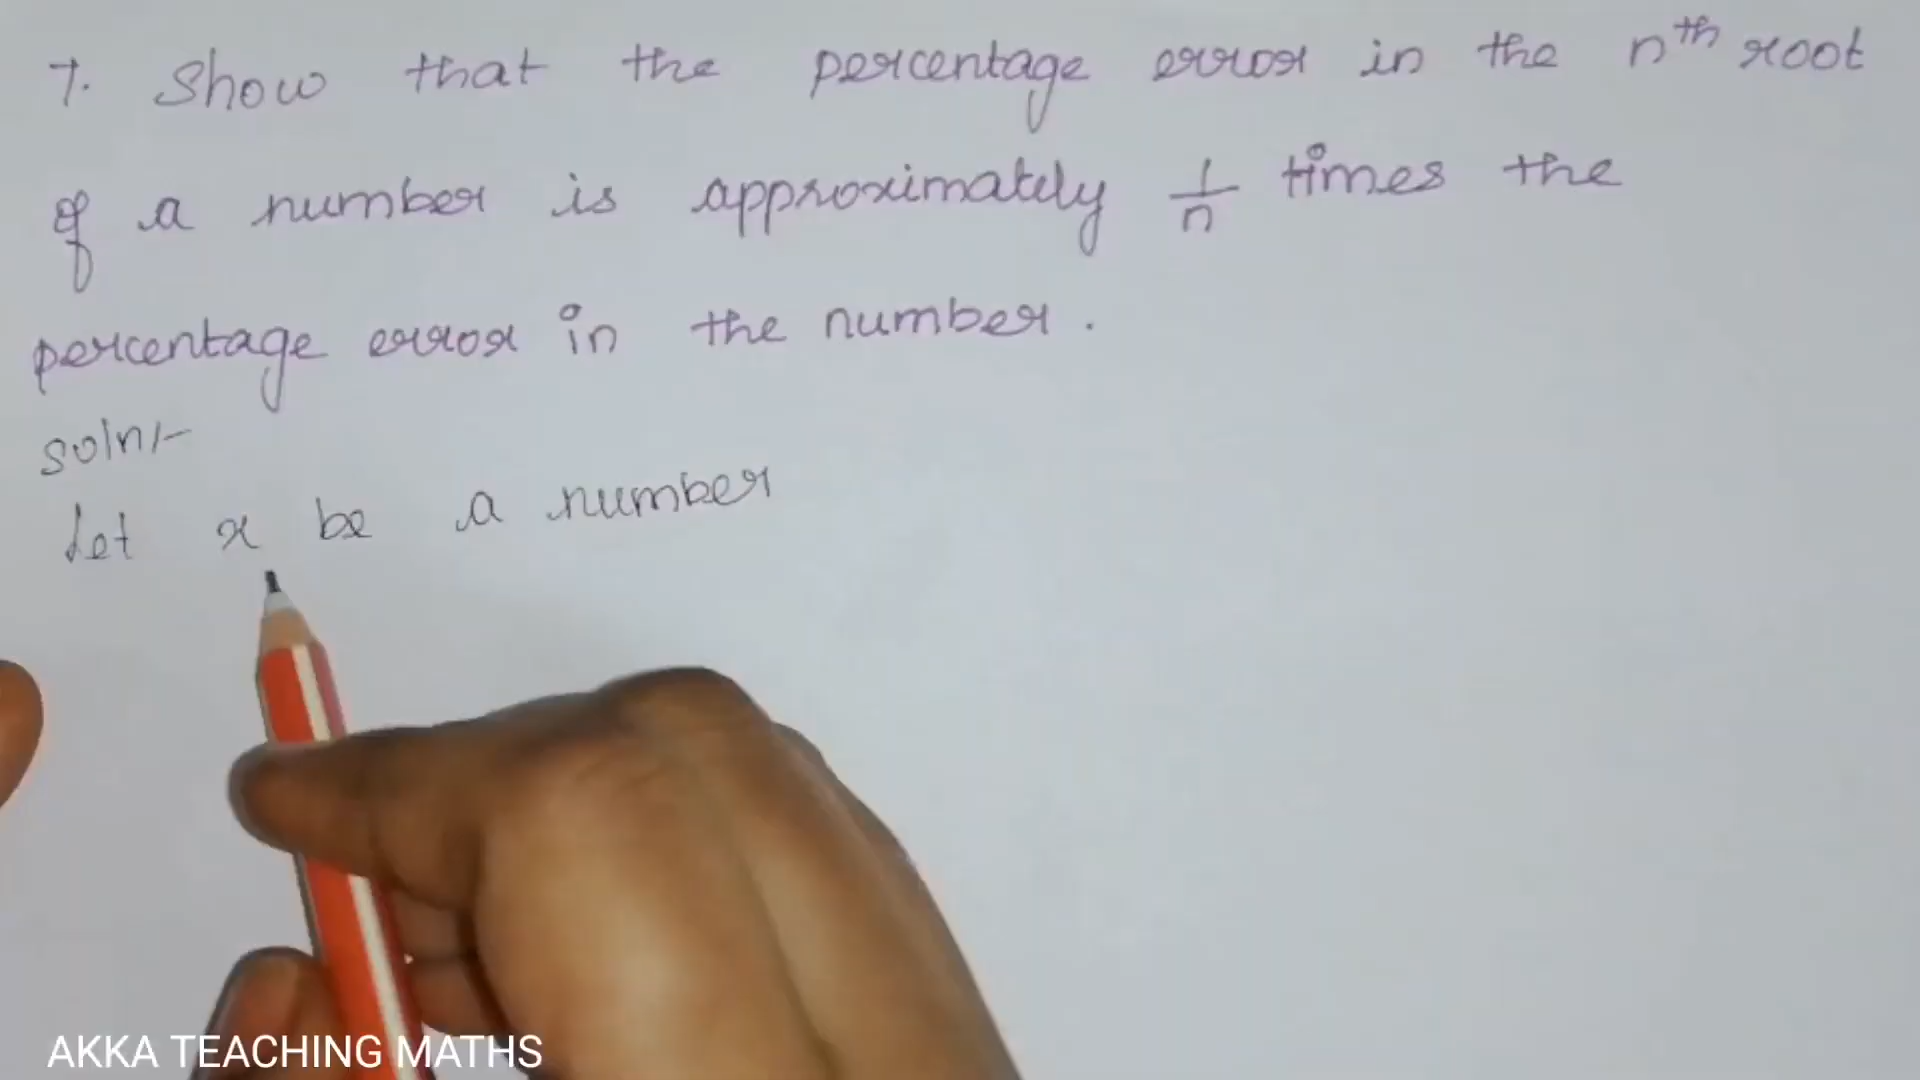 7. Show that the percentage error in the nᵗʰ root
of a number is approximately 1/n times the
percentage error in the number.
Soln:-
Let x be a number
AKKA TEACHING MATHS